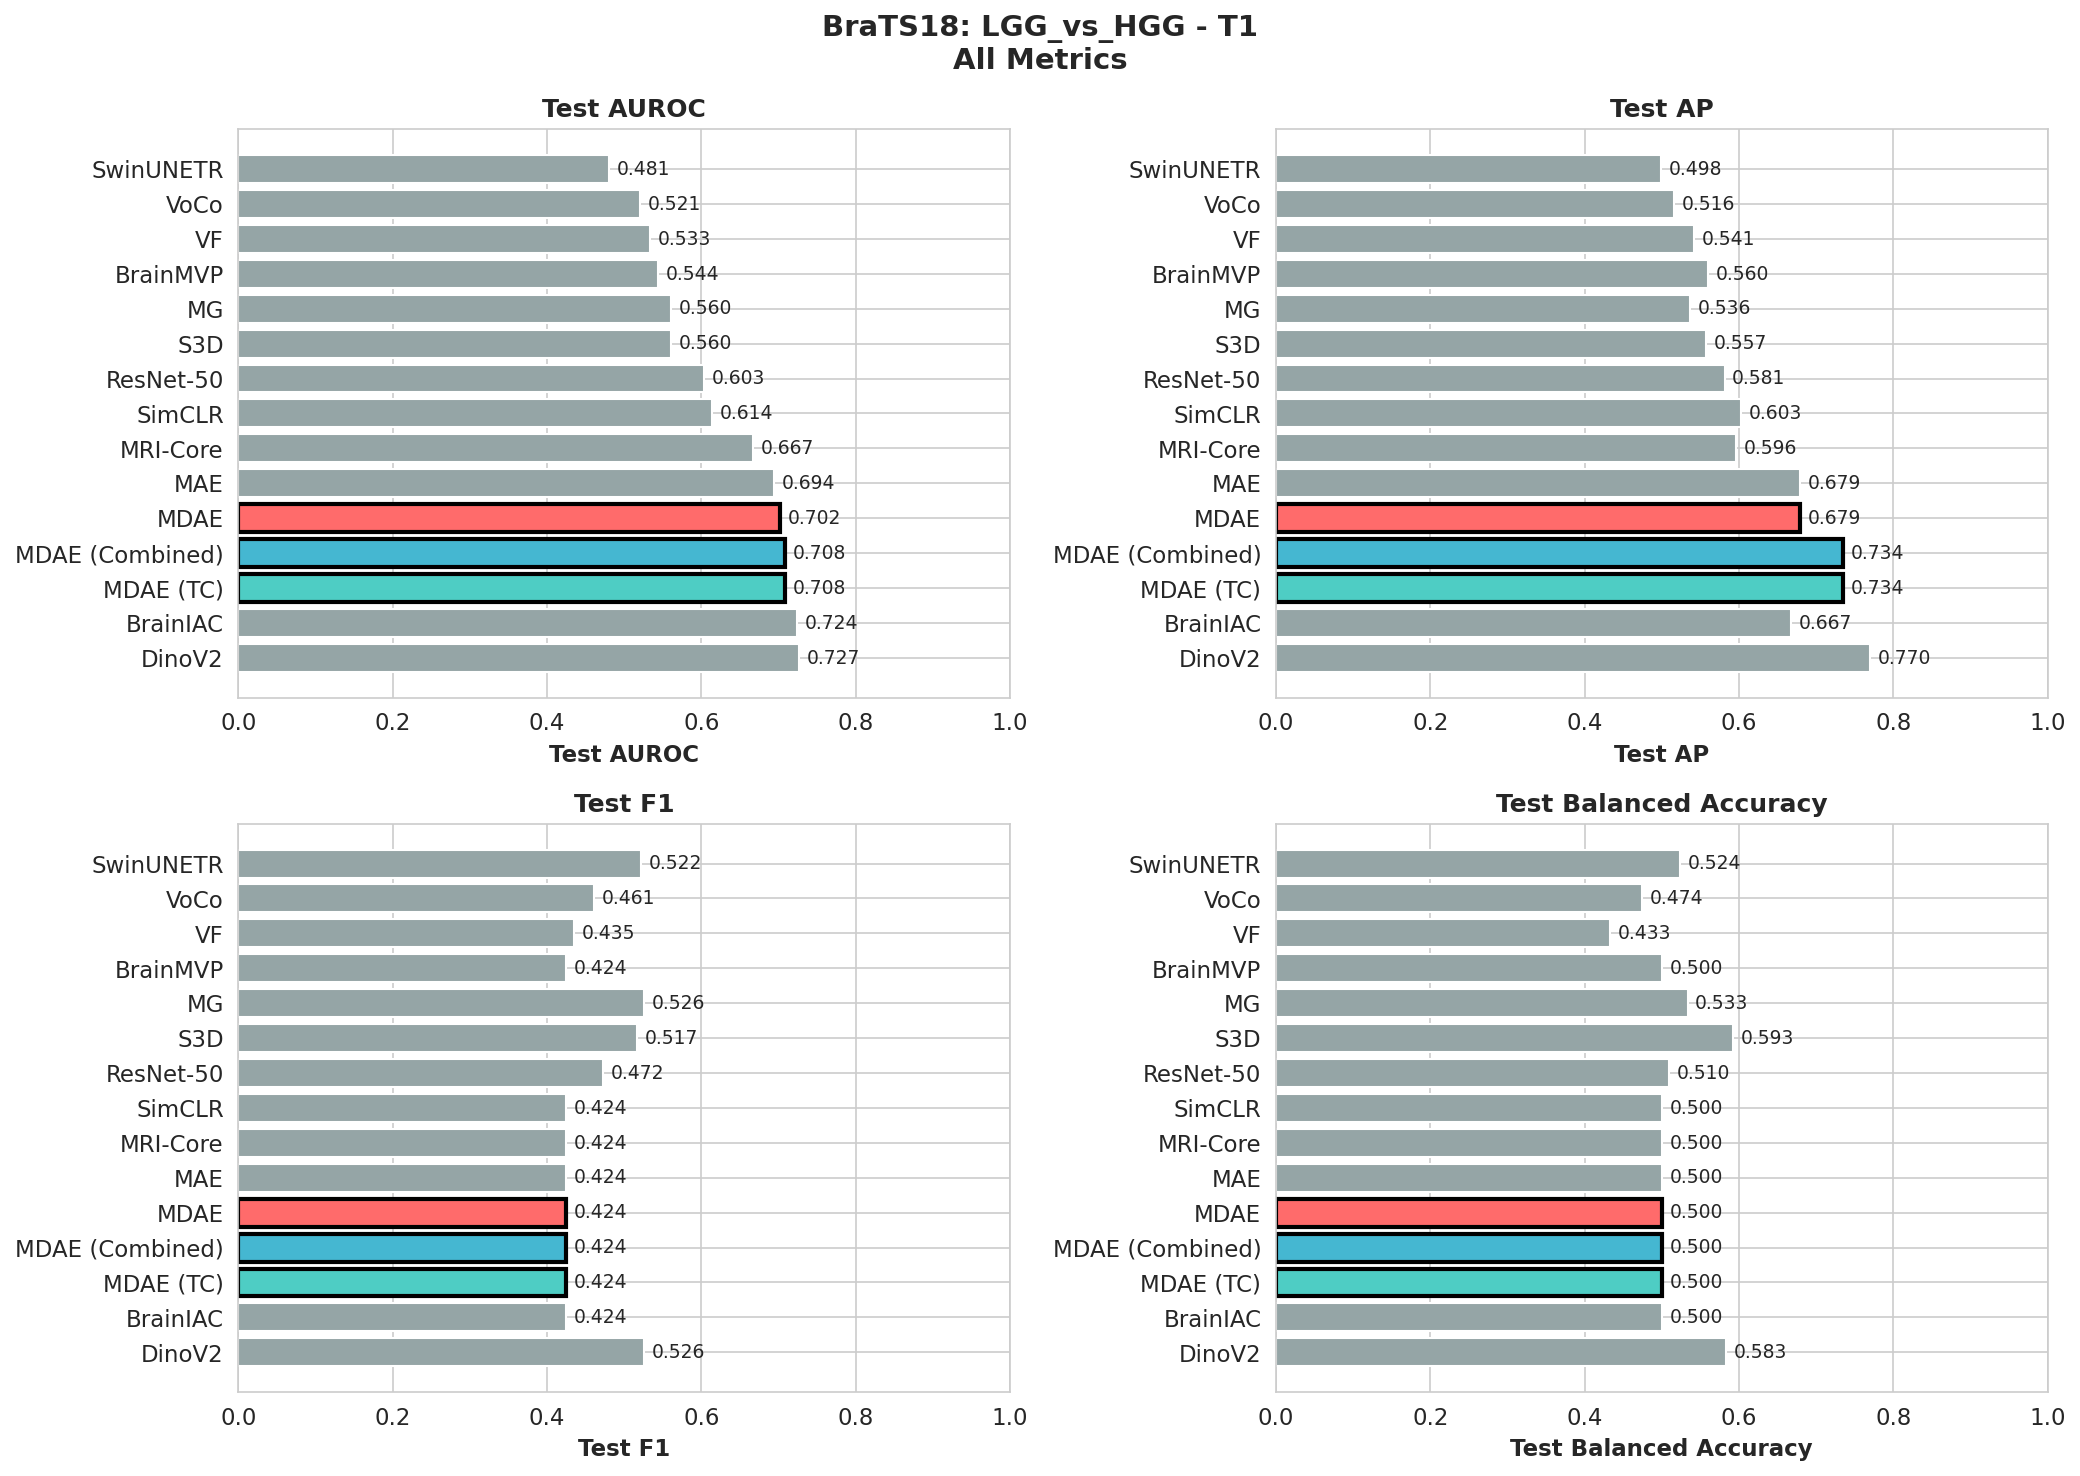 BraTS18: LGG_vs_HGG - T1
All Metrics
Test AUROC
SwinUNETR 0.481
VoCo 0.521
VF 0.533
BrainMVP 0.544
MG 0.560
S3D 0.560
ResNet-50 0.603
SimCLR 0.614
MRI-Core 0.667
MAE 0.694
MDAE 0.702
MDAE (Combined) 0.708
MDAE (TC) 0.708
BrainIAC 0.724
DinoV2 0.727
0.0 0.2 0.4 0.6 0.8 1.0
Test AUROC
Test AP
SwinUNETR 0.498
VoCo 0.516
VF 0.541
BrainMVP 0.560
MG 0.536
S3D 0.557
ResNet-50 0.581
SimCLR 0.603
MRI-Core 0.596
MAE 0.679
MDAE 0.679
MDAE (Combined) 0.734
MDAE (TC) 0.734
BrainIAC 0.667
DinoV2 0.770
0.0 0.2 0.4 0.6 0.8 1.0
Test AP
Test F1
SwinUNETR 0.522
VoCo 0.461
VF 0.435
BrainMVP 0.424
MG 0.526
S3D 0.517
ResNet-50 0.472
SimCLR 0.424
MRI-Core 0.424
MAE 0.424
MDAE 0.424
MDAE (Combined) 0.424
MDAE (TC) 0.424
BrainIAC 0.424
DinoV2 0.526
0.0 0.2 0.4 0.6 0.8 1.0
Test F1
Test Balanced Accuracy
SwinUNETR 0.524
VoCo 0.474
VF 0.433
BrainMVP 0.500
MG 0.533
S3D 0.593
ResNet-50 0.510
SimCLR 0.500
MRI-Core 0.500
MAE 0.500
MDAE 0.500
MDAE (Combined) 0.500
MDAE (TC) 0.500
BrainIAC 0.500
DinoV2 0.583
0.0 0.2 0.4 0.6 0.8 1.0
Test Balanced Accuracy